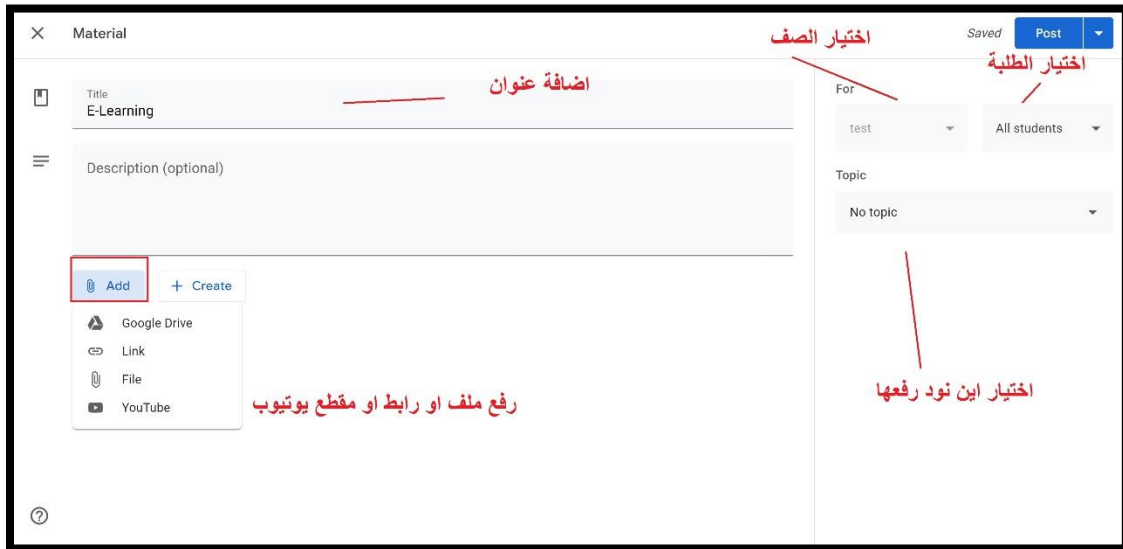 Material
Saved
Post
اختيار الصف
اختيار الطلبة
اضافة عنوان
Title
E-Learning
For
test
All students
Description (optional)
Topic
No topic
Add
+ Create
Google Drive
Link
File
YouTube
رفع ملف او رابط او مقطع يوتيوب
اختيار اين نود رفعها